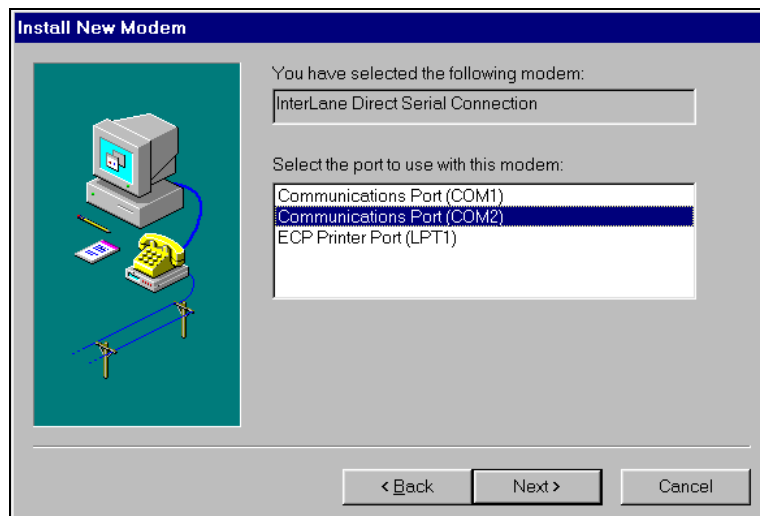 Install New Modem
You have selected the following modem:
InterLane Direct Serial Connection
Select the port to use with this modem:
Communications Port (COM1)
Communications Port (COM2)
ECP Printer Port (LPT1)
< Back
Next >
Cancel